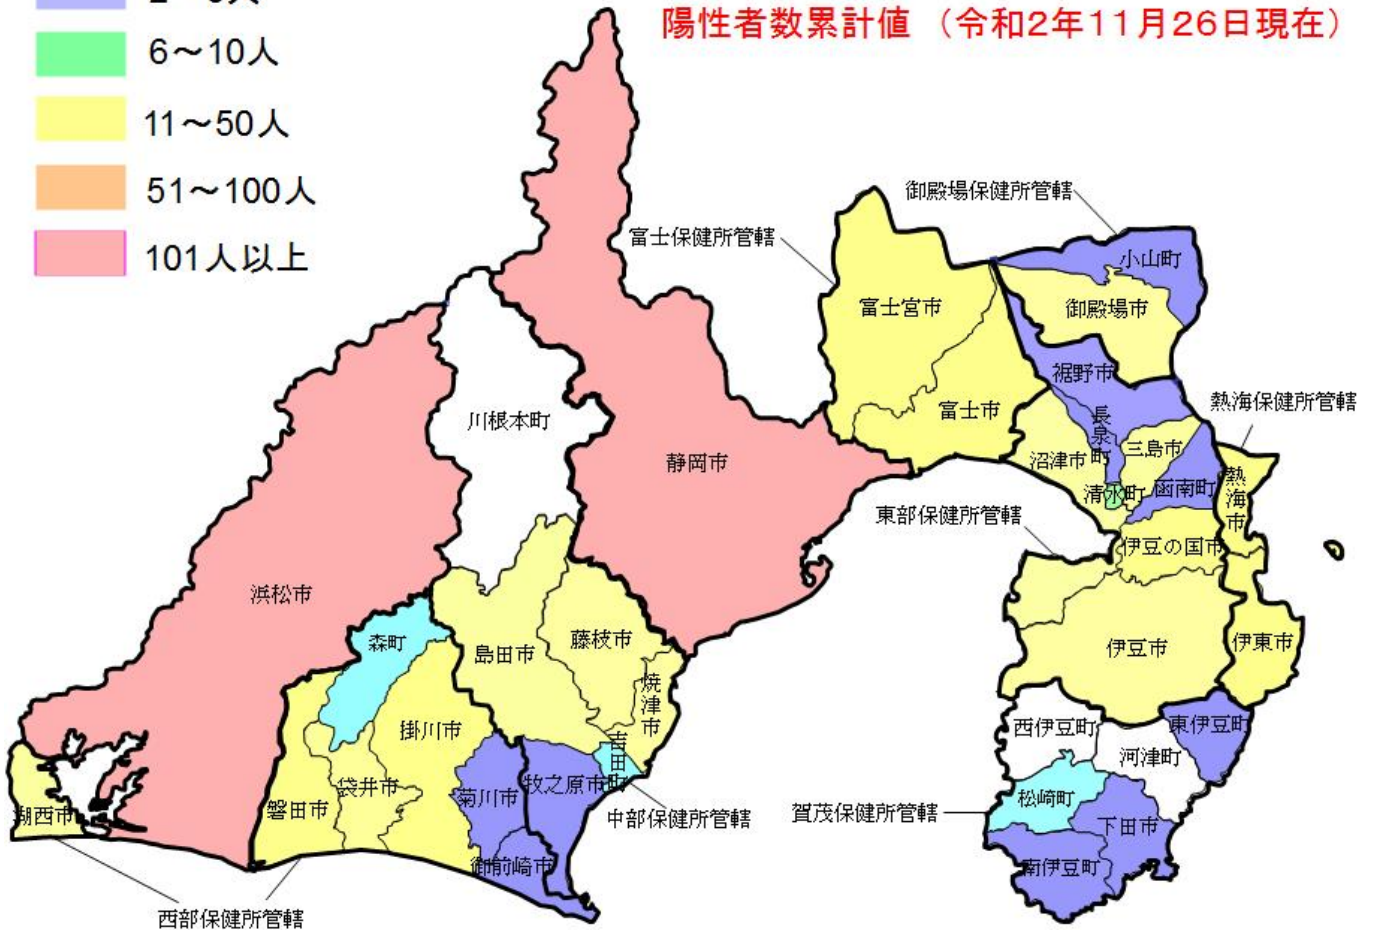 陽性者数累計値 （令和2年11月26日現在）
6～10人
11～50人
51～100人
101人以上
御殿場保健所管轄
富士保健所管轄
小山町
富士宮市
御殿場市
裾野市
熱海保健所管轄
川根本町
富士市
長泉町
三島市
静岡市
沼津市
函南町
熱海市
清水町
東部保健所管轄
伊豆の国市
浜松市
森町
島田市
藤枝市
伊豆市
伊東市
焼津市
掛川市
西伊豆町
東伊豆町
河津町
吉田町
袋井市
菊川市
牧之原市
松崎町
磐田市
湖西市
中部保健所管轄
賀茂保健所管轄
下田市
御前崎市
南伊豆町
西部保健所管轄